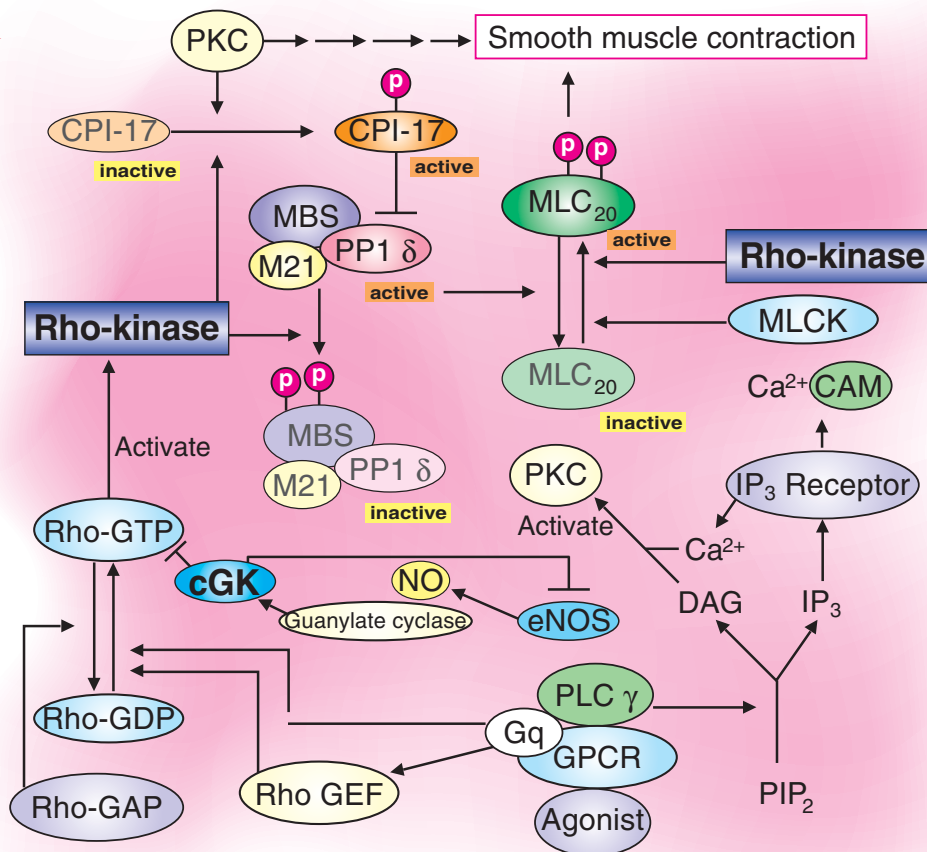 PKC
Smooth muscle contraction
p
CPI-17
inactive
CPI-17
active
p p
MLC20
active
MBS
M21
PP1 δ
active
Rho-kinase
Rho-kinase
MLCK
MLC20
inactive
p p
MBS
M21
PP1 δ
inactive
Activate
Ca2+ CAM
IP3 Receptor
PKC
Activate
Ca2+
DAG
IP3
Rho-GTP
cGK
NO
Guanylate cyclase
eNOS
Rho-GDP
Rho-GAP
Rho GEF
Gq
PLC γ
GPCR
Agonist
PIP2